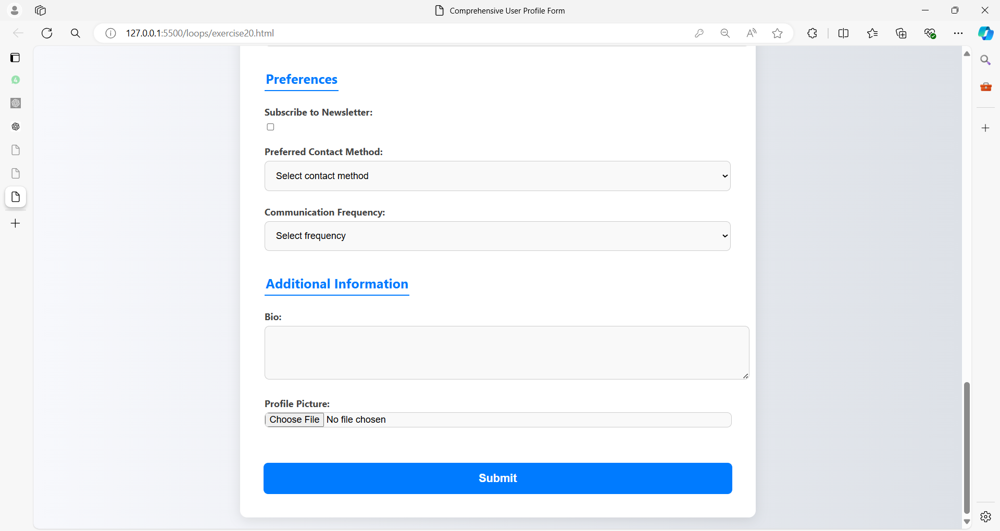 Comprehensive User Profile Form
127.0.0.1:5500/loops/exercise20.html
Preferences
Subscribe to Newsletter:
Preferred Contact Method:
Select contact method
Communication Frequency:
Select frequency
Additional Information
Bio:
Profile Picture:
Choose File No file chosen
Submit